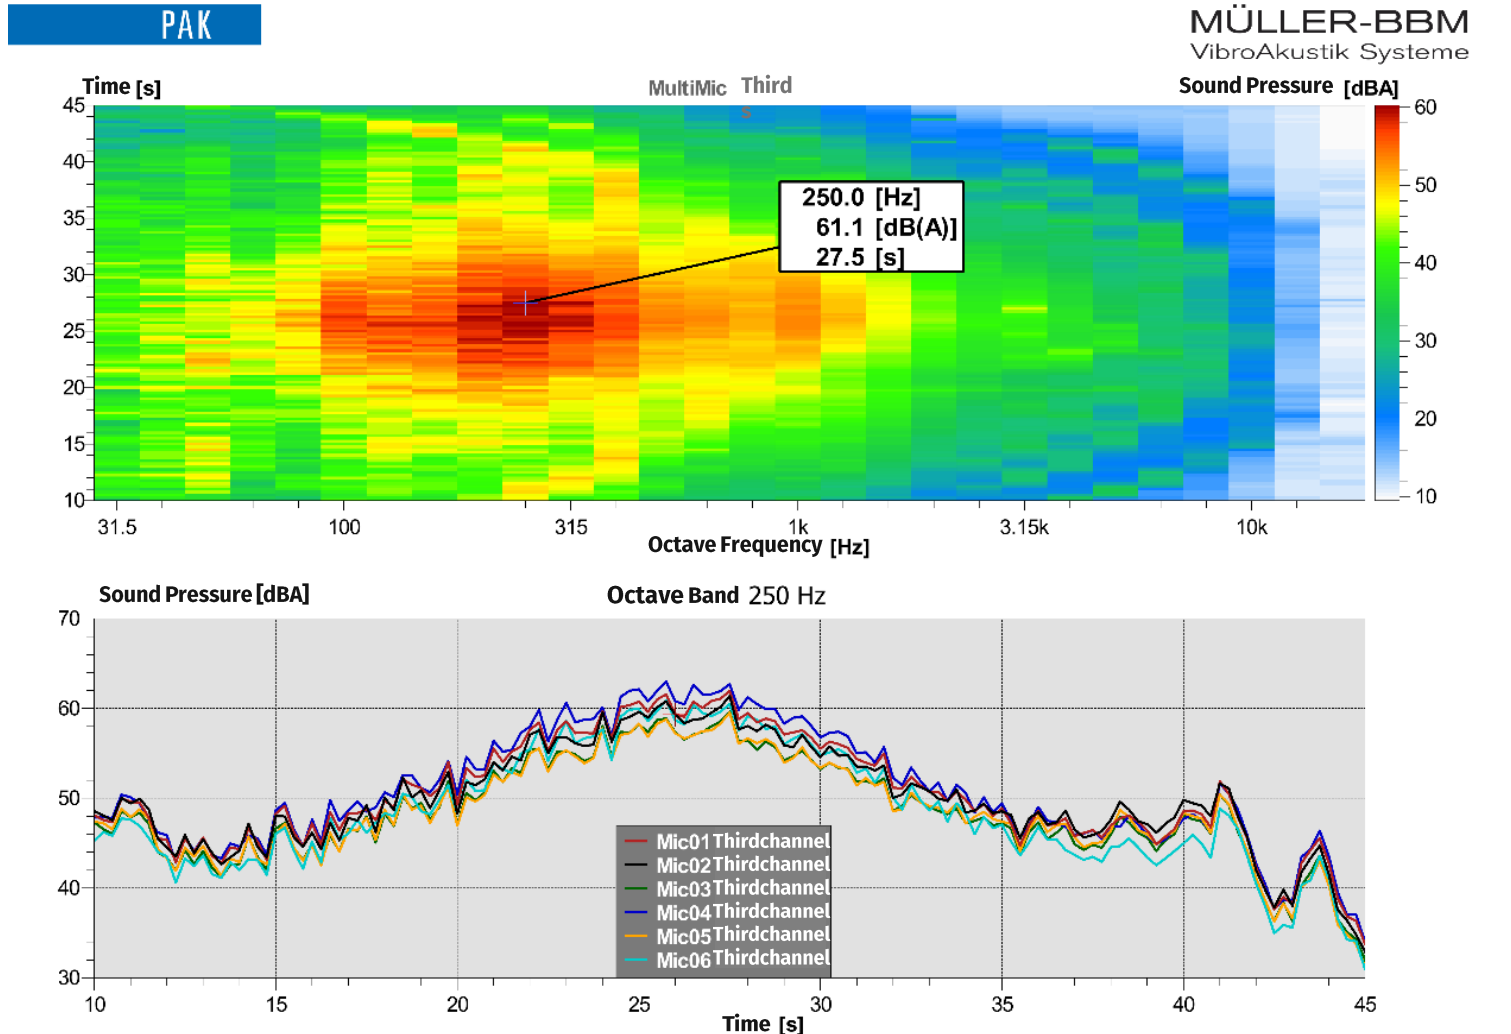 PAK
MÜLLER-BBM
VibroAkustik Systeme
Time [s]
MultiMic Third
s
Sound Pressure [dBA]
45
40
35
30
25
20
15
10
250.0 [Hz]
61.1 [dB(A)]
27.5 [s]
60
50
40
30
20
10
31.5 100 315 1k 3.15k 10k
Octave Frequency [Hz]
Sound Pressure [dBA]
Octave Band 250 Hz
70
60
50
40
30
Mic01 Thirdchannel
Mic02 Thirdchannel
Mic03 Thirdchannel
Mic04 Thirdchannel
Mic05 Thirdchannel
Mic06 Thirdchannel
10 15 20 25 30 35 40 45
Time [s]